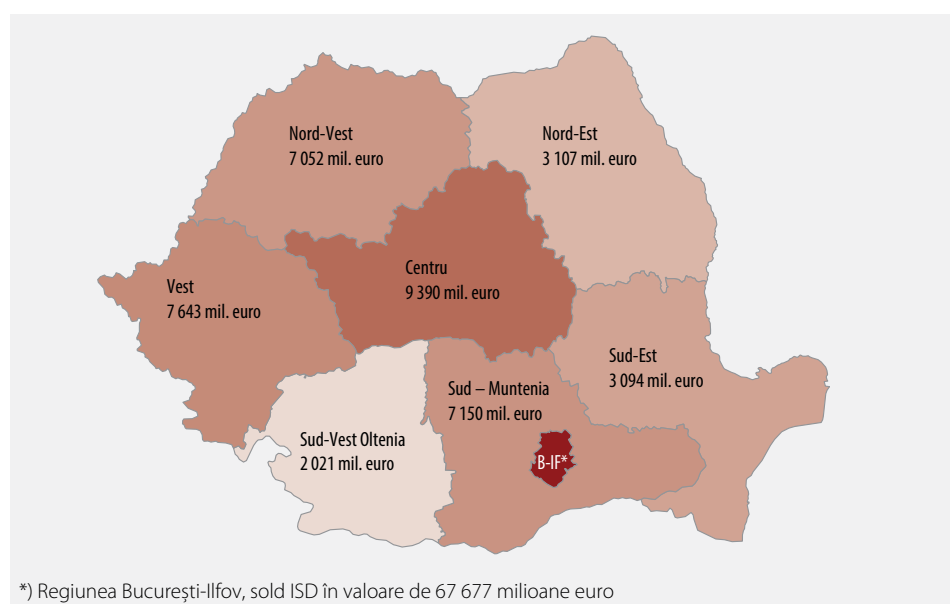 Nord-Vest
7 052 mil. euro
Nord-Est
3 107 mil. euro
Centru
9 390 mil. euro
Vest
7 643 mil. euro
Sud-Est
3 094 mil. euro
Sud – Muntenia
7 150 mil. euro
Sud-Vest Oltenia
2 021 mil. euro
B-IF*
*) Regiunea București-Ilfov, sold ISD în valoare de 67 677 milioane euro